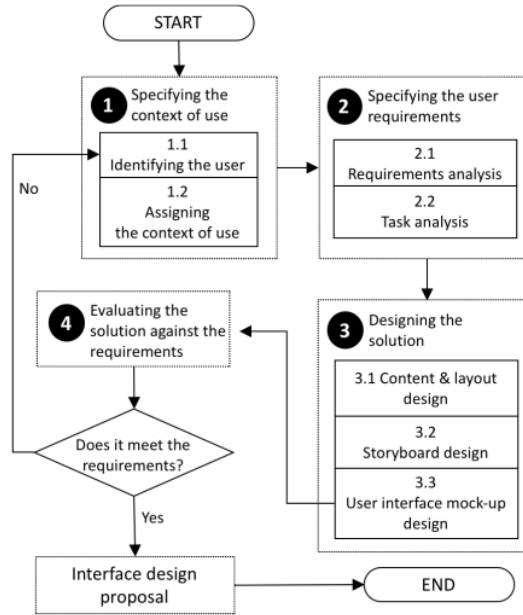 START
1
Specifying the
context of use
1.1
Identifying the user
1.2
Assigning
the context of use
2
Specifying the user
requirements
2.1
Requirements analysis
2.2
Task analysis
No
3
Designing the
solution
3.1 Content & layout
design
3.2
Storyboard design
3.3
User interface mock-up
design
4
Evaluating the
solution against the
requirements
Does it meet the
requirements?
Yes
Interface design
proposal
END